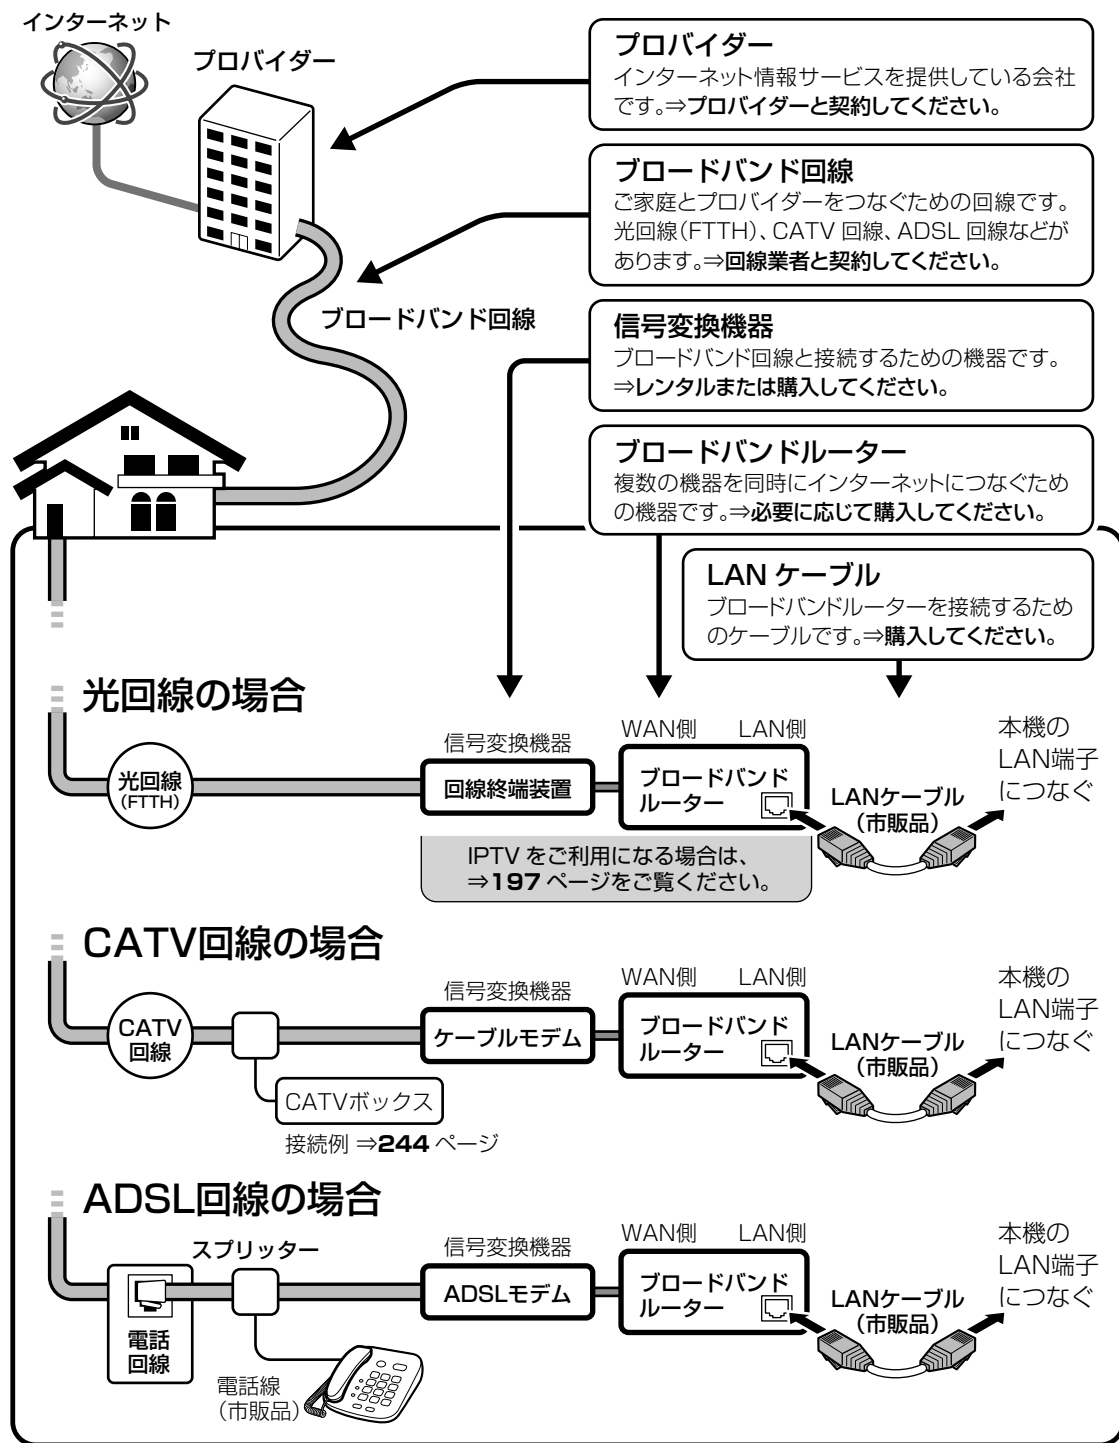 インターネット
プロバイダー
プロバイダー
インターネット情報サービスを提供している会社
です。⇒プロバイダーと契約してください。
ブロードバンド回線
ご家庭とプロバイダーをつなぐための回線です。
光回線(FTTH)、CATV 回線、ADSL 回線などが
あります。⇒回線業者と契約してください。
ブロードバンド回線
信号変換機器
ブロードバンド回線と接続するための機器です。
⇒レンタルまたは購入してください。
ブロードバンドルーター
複数の機器を同時にインターネットにつなぐため
の機器です。⇒必要に応じて購入してください。
LAN ケーブル
ブロードバンドルーターを接続するため
のケーブルです。⇒購入してください。
光回線の場合
光回線
(FTTH)
信号変換機器
回線終端装置
WAN側 LAN側
ブロードバンド
ルーター
LANケーブル
(市販品)
本機の
LAN端子
につなぐ
IPTV をご利用になる場合は、
⇒197 ページをご覧ください。
CATV回線の場合
CATV
回線
CATVボックス
接続例 ⇒244 ページ
信号変換機器
ケーブルモデム
WAN側 LAN側
ブロードバンド
ルーター
LANケーブル
(市販品)
本機の
LAN端子
につなぐ
ADSL回線の場合
電話
回線
スプリッター
電話線
(市販品)
信号変換機器
ADSLモデム
WAN側 LAN側
ブロードバンド
ルーター
LANケーブル
(市販品)
本機の
LAN端子
につなぐ